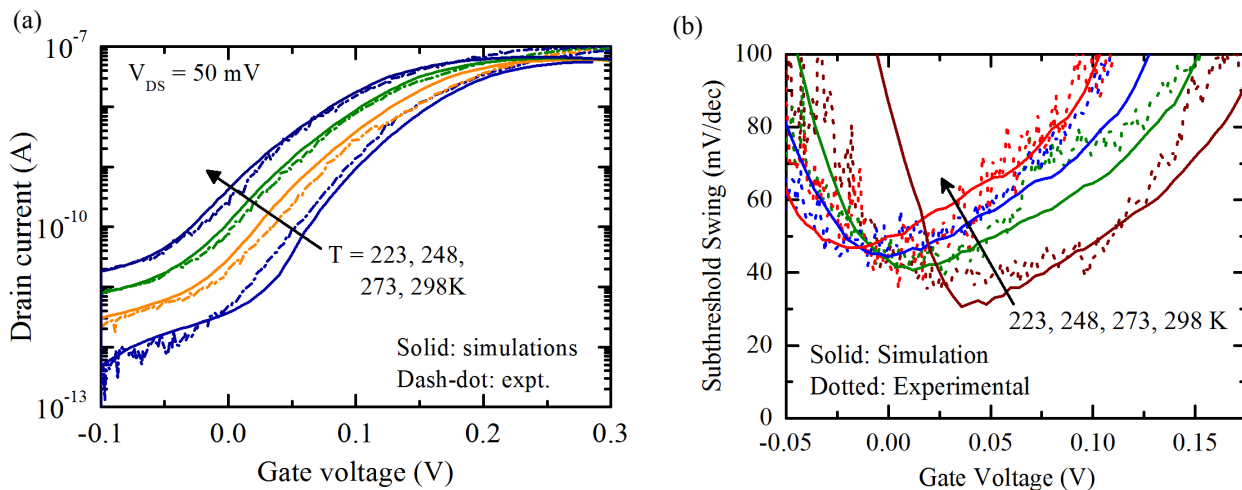 (a)
10⁻⁷
10⁻¹⁰
10⁻¹³
Drain current (A)
V_DS = 50 mV
T = 223, 248,
273, 298K
Solid: simulations
Dash-dot: expt.
-0.1 0.0 0.1 0.2 0.3
Gate voltage (V)
(b)
100
80
60
40
20
0
Subthreshold Swing (mV/dec)
223, 248, 273, 298 K
Solid: Simulation
Dotted: Experimental
-0.05 0.00 0.05 0.10 0.15
Gate Voltage (V)